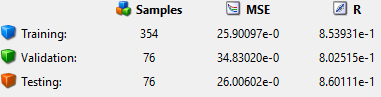 Samples MSE R
Training: 354 25.90097e-0 8.53931e-1
Validation: 76 34.83020e-0 8.02515e-1
Testing: 76 26.00602e-0 8.60111e-1